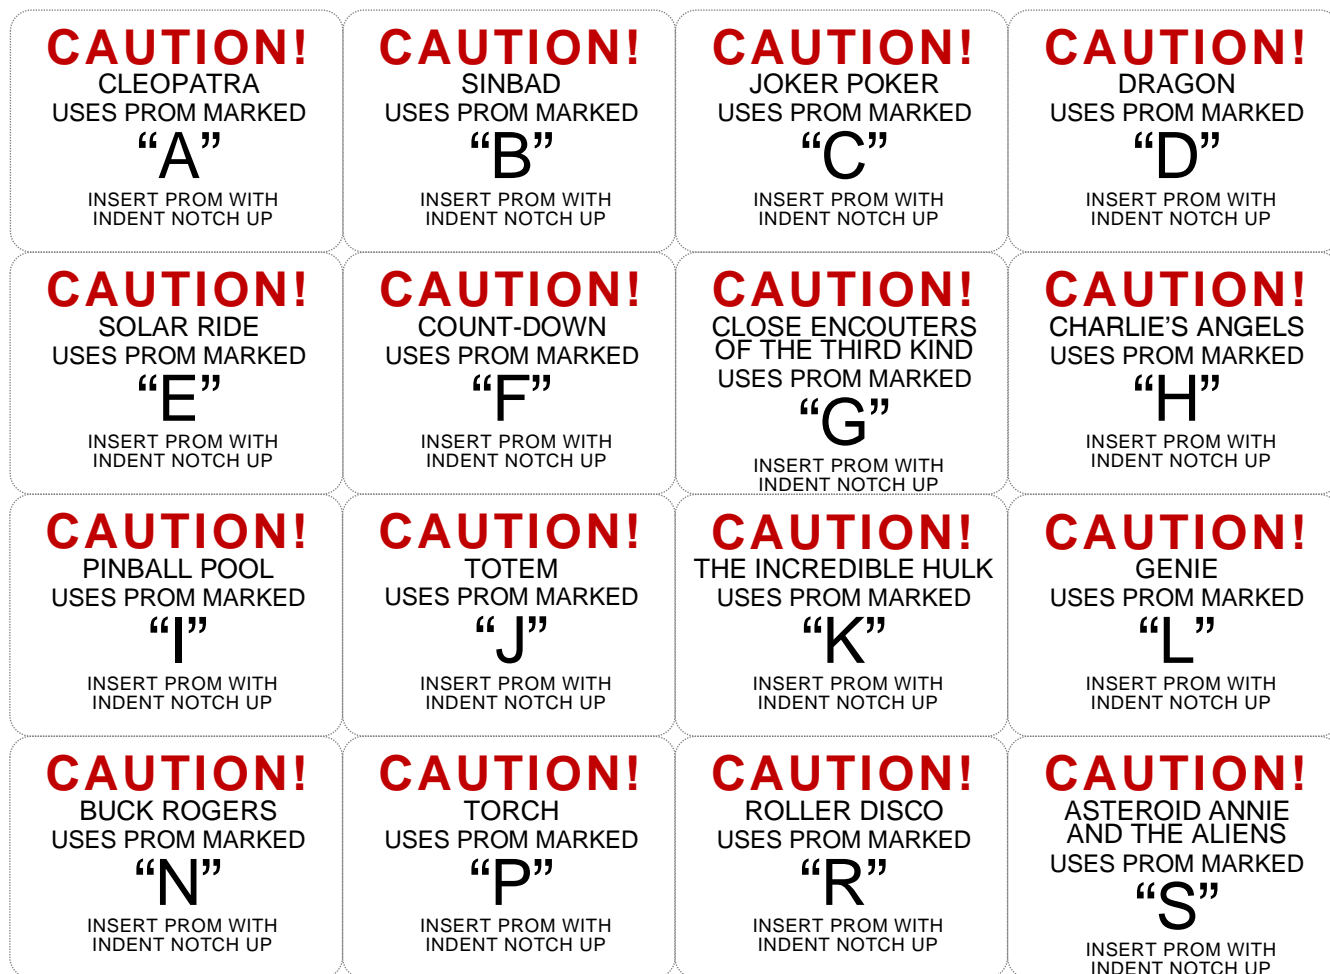 CAUTION!
CLEOPATRA
USES PROM MARKED
“A”
INSERT PROM WITH
INDENT NOTCH UP
CAUTION!
SINBAD
USES PROM MARKED
“B”
INSERT PROM WITH
INDENT NOTCH UP
CAUTION!
JOKER POKER
USES PROM MARKED
“C”
INSERT PROM WITH
INDENT NOTCH UP
CAUTION!
DRAGON
USES PROM MARKED
“D”
INSERT PROM WITH
INDENT NOTCH UP
CAUTION!
SOLAR RIDE
USES PROM MARKED
“E”
INSERT PROM WITH
INDENT NOTCH UP
CAUTION!
COUNT-DOWN
USES PROM MARKED
“F”
INSERT PROM WITH
INDENT NOTCH UP
CAUTION!
CLOSE ENCOUTERS
OF THE THIRD KIND
USES PROM MARKED
“G”
INSERT PROM WITH
INDENT NOTCH UP
CAUTION!
CHARLIE’S ANGELS
USES PROM MARKED
“H”
INSERT PROM WITH
INDENT NOTCH UP
CAUTION!
PINBALL POOL
USES PROM MARKED
“I”
INSERT PROM WITH
INDENT NOTCH UP
CAUTION!
TOTEM
USES PROM MARKED
“J”
INSERT PROM WITH
INDENT NOTCH UP
CAUTION!
THE INCREDIBLE HULK
USES PROM MARKED
“K”
INSERT PROM WITH
INDENT NOTCH UP
CAUTION!
GENIE
USES PROM MARKED
“L”
INSERT PROM WITH
INDENT NOTCH UP
CAUTION!
BUCK ROGERS
USES PROM MARKED
“N”
INSERT PROM WITH
INDENT NOTCH UP
CAUTION!
TORCH
USES PROM MARKED
“P”
INSERT PROM WITH
INDENT NOTCH UP
CAUTION!
ROLLER DISCO
USES PROM MARKED
“R”
INSERT PROM WITH
INDENT NOTCH UP
CAUTION!
ASTEROID ANNIE
AND THE ALIENS
USES PROM MARKED
“S”
INSERT PROM WITH
INDENT NOTCH UP